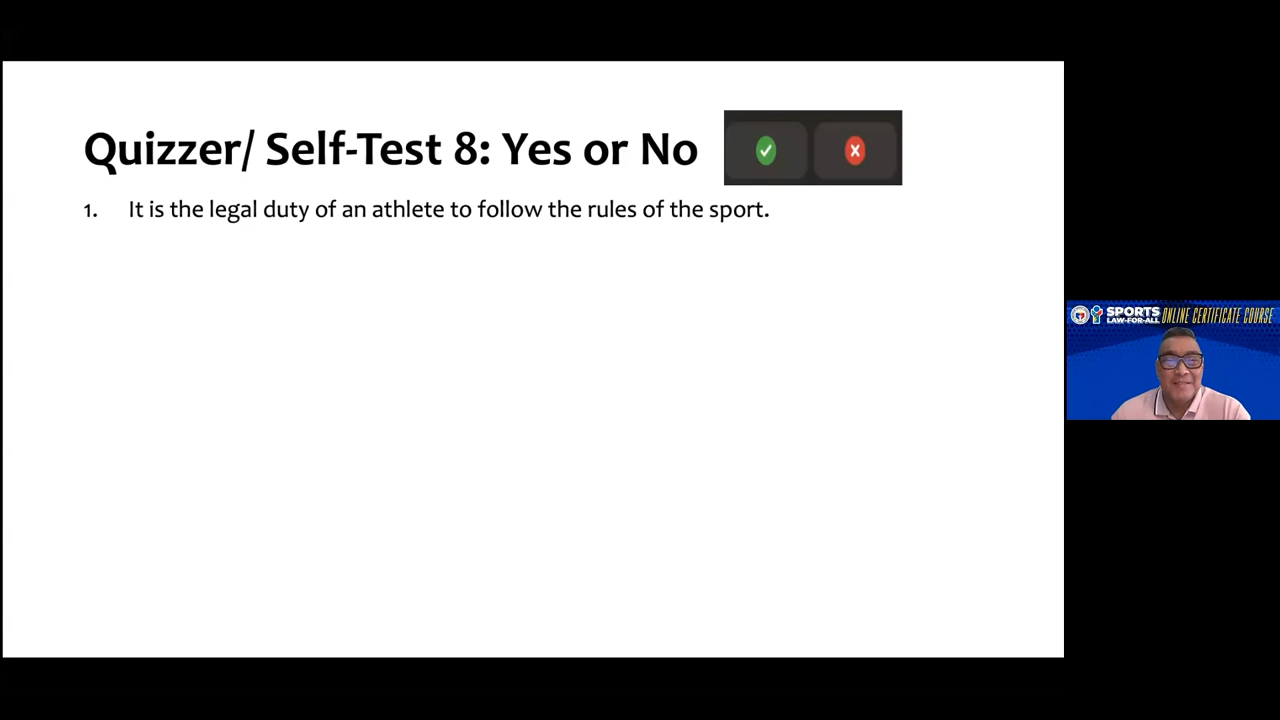 Quizzer/ Self-Test 8: Yes or No
1. It is the legal duty of an athlete to follow the rules of the sport.
SPORTS
LAW-FOR-ALL
ONLINE CERTIFICATE COURSE